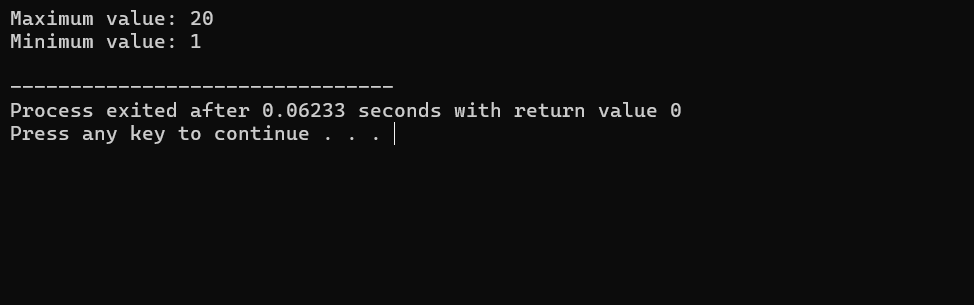 Maximum value: 20
Minimum value: 1
--------------------------------
Process exited after 0.06233 seconds with return value 0
Press any key to continue . . .